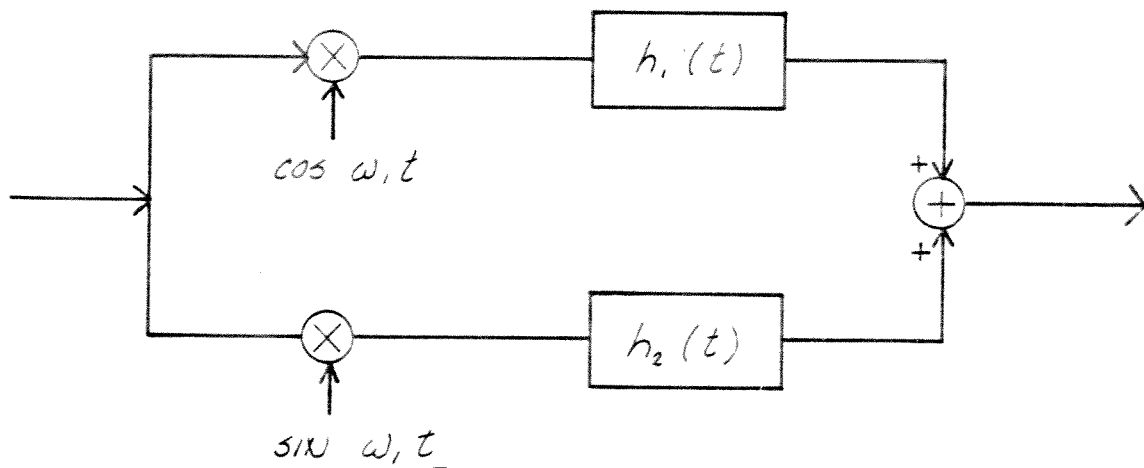 h₁(t)
cos ω₁t
+
+
h₂(t)
sin ω₁t